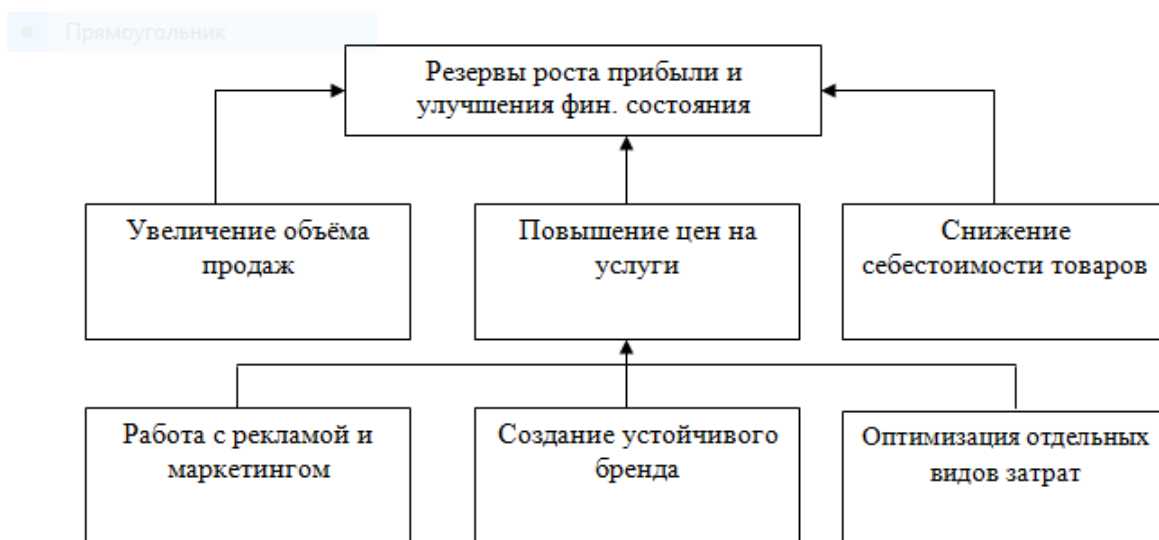 Прямоугольник
Резервы роста прибыли и
улучшения фин. состояния
Увеличение объёма
продаж
Повышение цен на
услуги
Снижение
себестоимости товаров
Работа с рекламой и
маркетингом
Создание устойчивого
бренда
Оптимизация отдельных
видов затрат